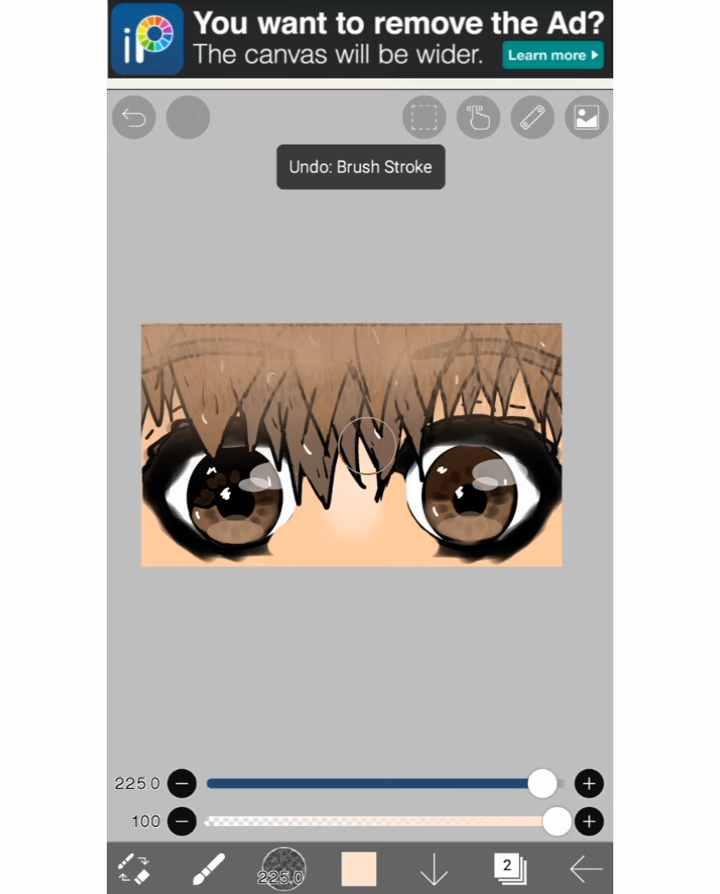 iP
You want to remove the Ad?
The canvas will be wider.
Learn more
Undo: Brush Stroke
225.0
100
225.0
2